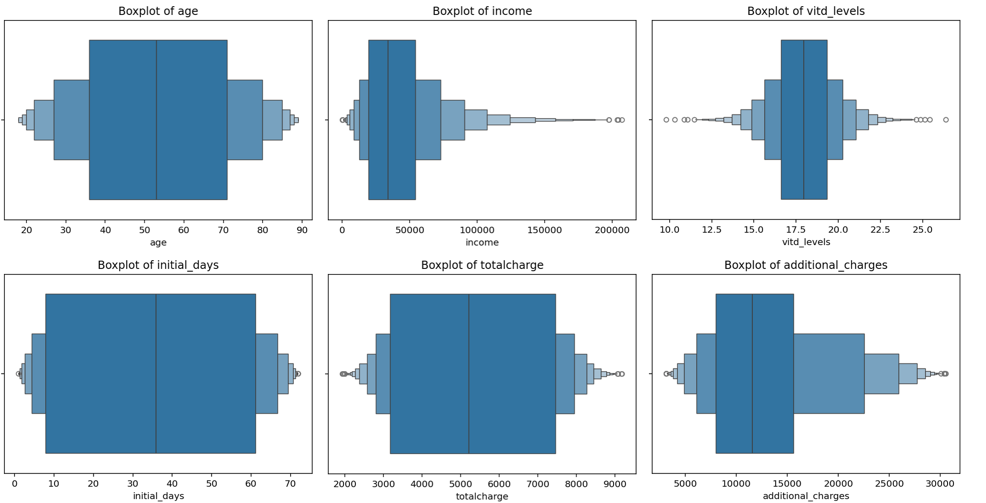 Boxplot of age
20 30 40 50 60 70 80 90
age
Boxplot of income
0 50000 100000 150000 200000
income
Boxplot of vitd_levels
10.0 12.5 15.0 17.5 20.0 22.5 25.0
vitd_levels
Boxplot of initial_days
0 10 20 30 40 50 60 70
initial_days
Boxplot of totalcharge
2000 3000 4000 5000 6000 7000 8000 9000
totalcharge
Boxplot of additional_charges
5000 10000 15000 20000 25000 30000
additional_charges